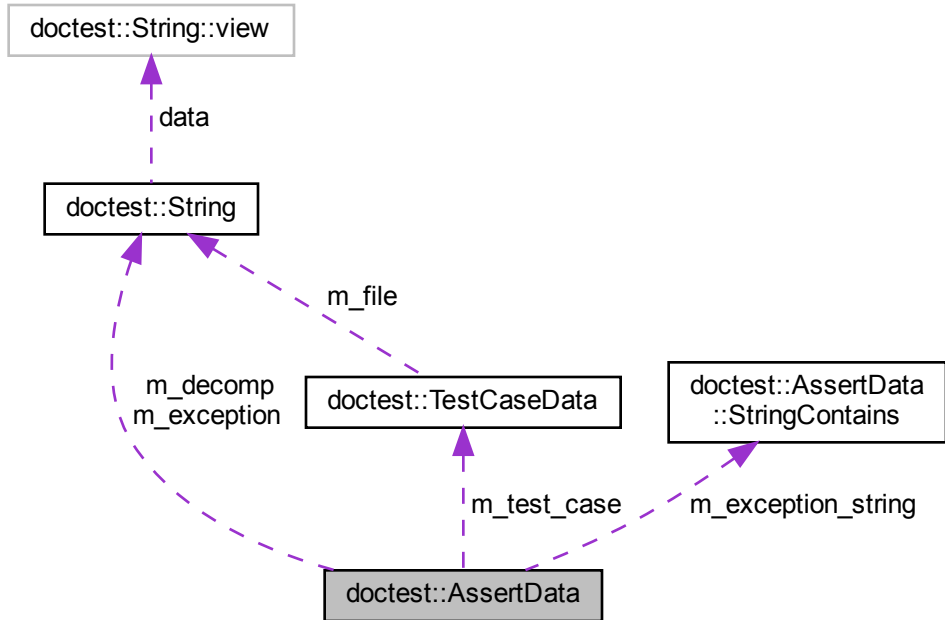 doctest::String::view
data
doctest::String
m_file
m_decomp
m_exception
doctest::TestCaseData
doctest::AssertData
::StringContains
m_test_case
m_exception_string
doctest::AssertData